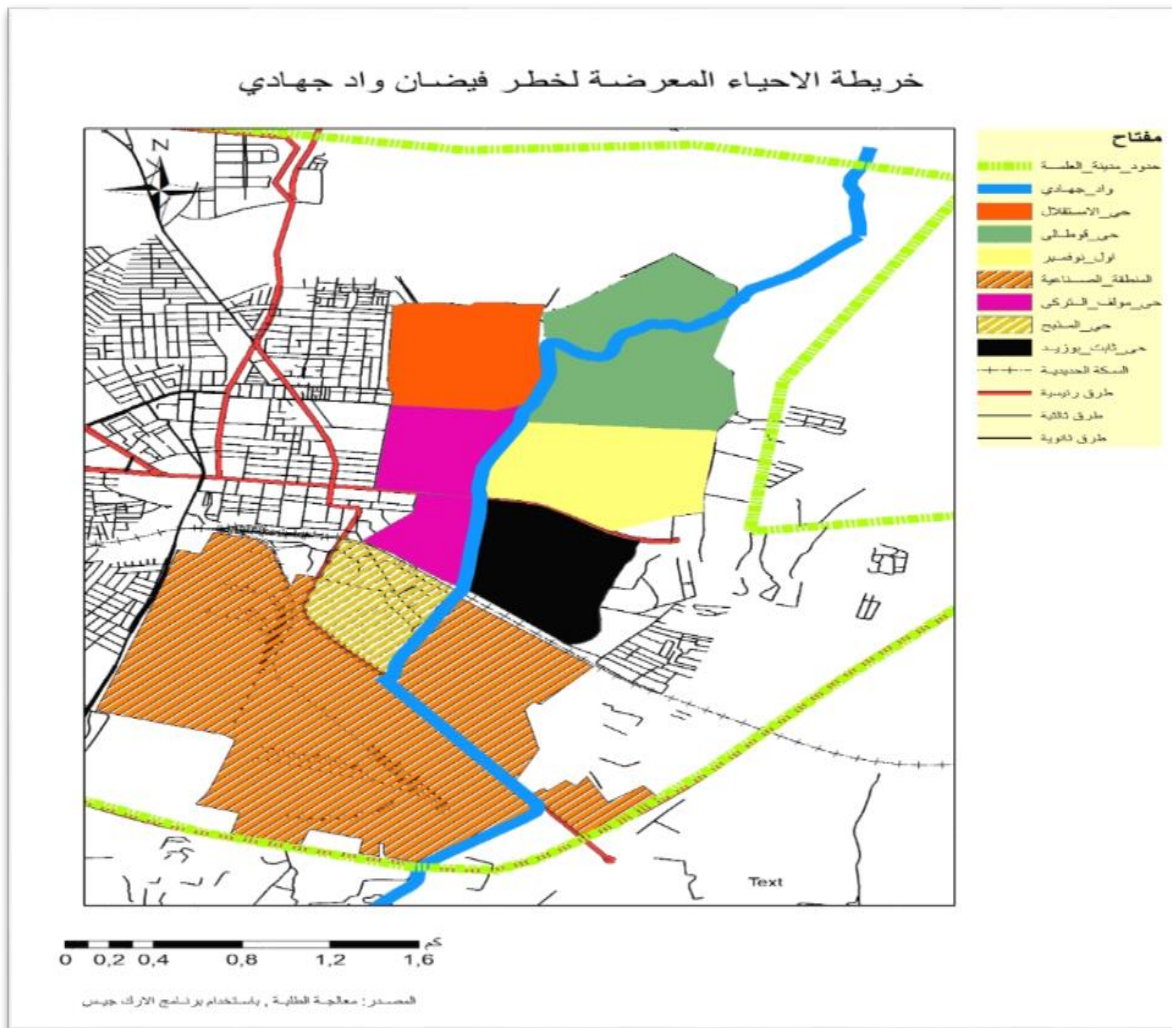 خريطة الاحياء المعرضة لخطر فيضان واد جهادي
N
مفتاح
حدود_مدينة_العلمة
واد_جهادي
حي_الاستقلال
حي_قوطالي
اول_نوفمبر
المنطقة_الصناعية
حي_مولف_التركي
حي_المذبح
حي_ثابت_بوزيد
السكة الحديدية
طرق رئيسية
طرق ثالثية
طرق ثانوية
Text
كم
0 0,2 0,4 0,8 1,2 1,6
المصدر: معالجة الطلبة , باستخدام برنامج الارك جيس